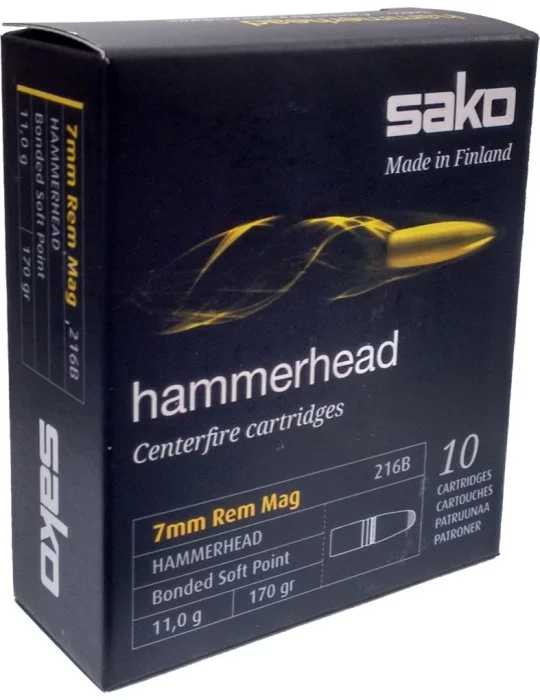 hammerhead
sako
Made in Finland
hammerhead
Centerfire cartridges
216B
7mm Rem Mag
HAMMERHEAD
Bonded Soft Point
11,0 g
170 gr
10
CARTRIDGES
CARTOUCHES
PATRUUNAA
PATRONER
7mm Rem Mag , 216B
HAMMERHEAD
Bonded Soft Point
11,0 g
170 gr
sako